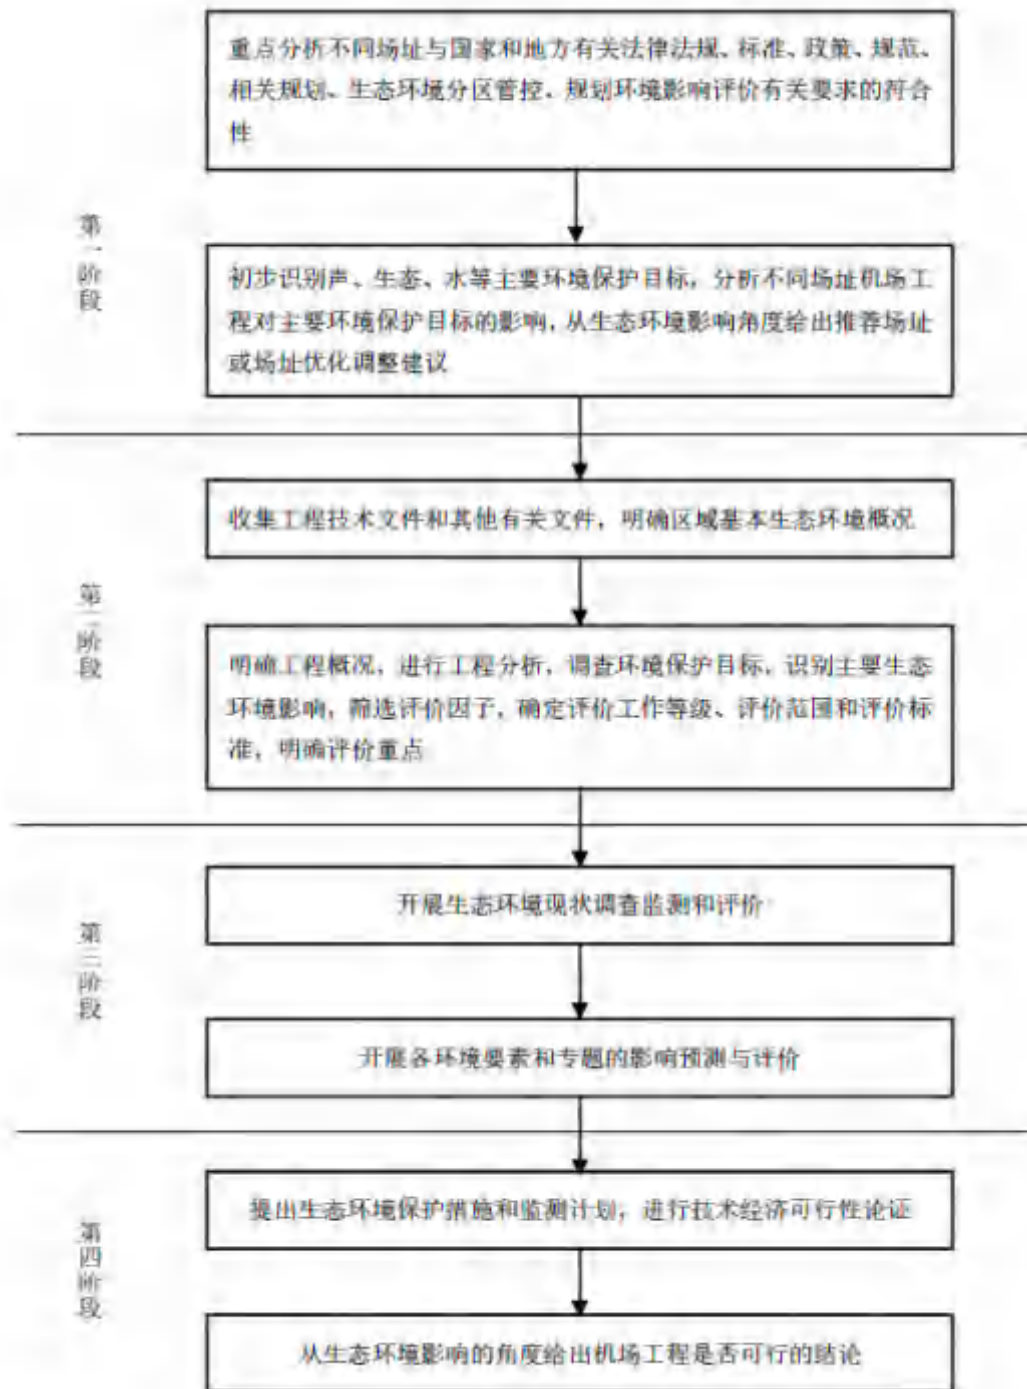 重点分析不同场址与国家和地方有关法律法规、标准、政策、规范、
相关规划、生态环境分区管控、规划环境影响评价有关要求的符合
性
第一阶段
初步识别声、生态、水等主要环境保护目标，分析不同场址机场工
程对主要环境保护目标的影响，从生态环境影响角度给出推荐场址
或场址优化调整建议
收集工程技术文件和其他有关文件，明确区域基本生态环境概况
第二阶段
明确工程概况，进行工程分析，调查环境保护目标，识别主要生态
环境影响，筛选评价因子，确定评价工作等级、评价范围和评价标
准，明确评价重点
开展生态环境现状调查监测和评价
第三阶段
开展各环境要素和专题的影响预测与评价
提出生态环境保护措施和监测计划，进行技术经济可行性论证
第四阶段
从生态环境影响的角度给出机场工程是否可行的结论